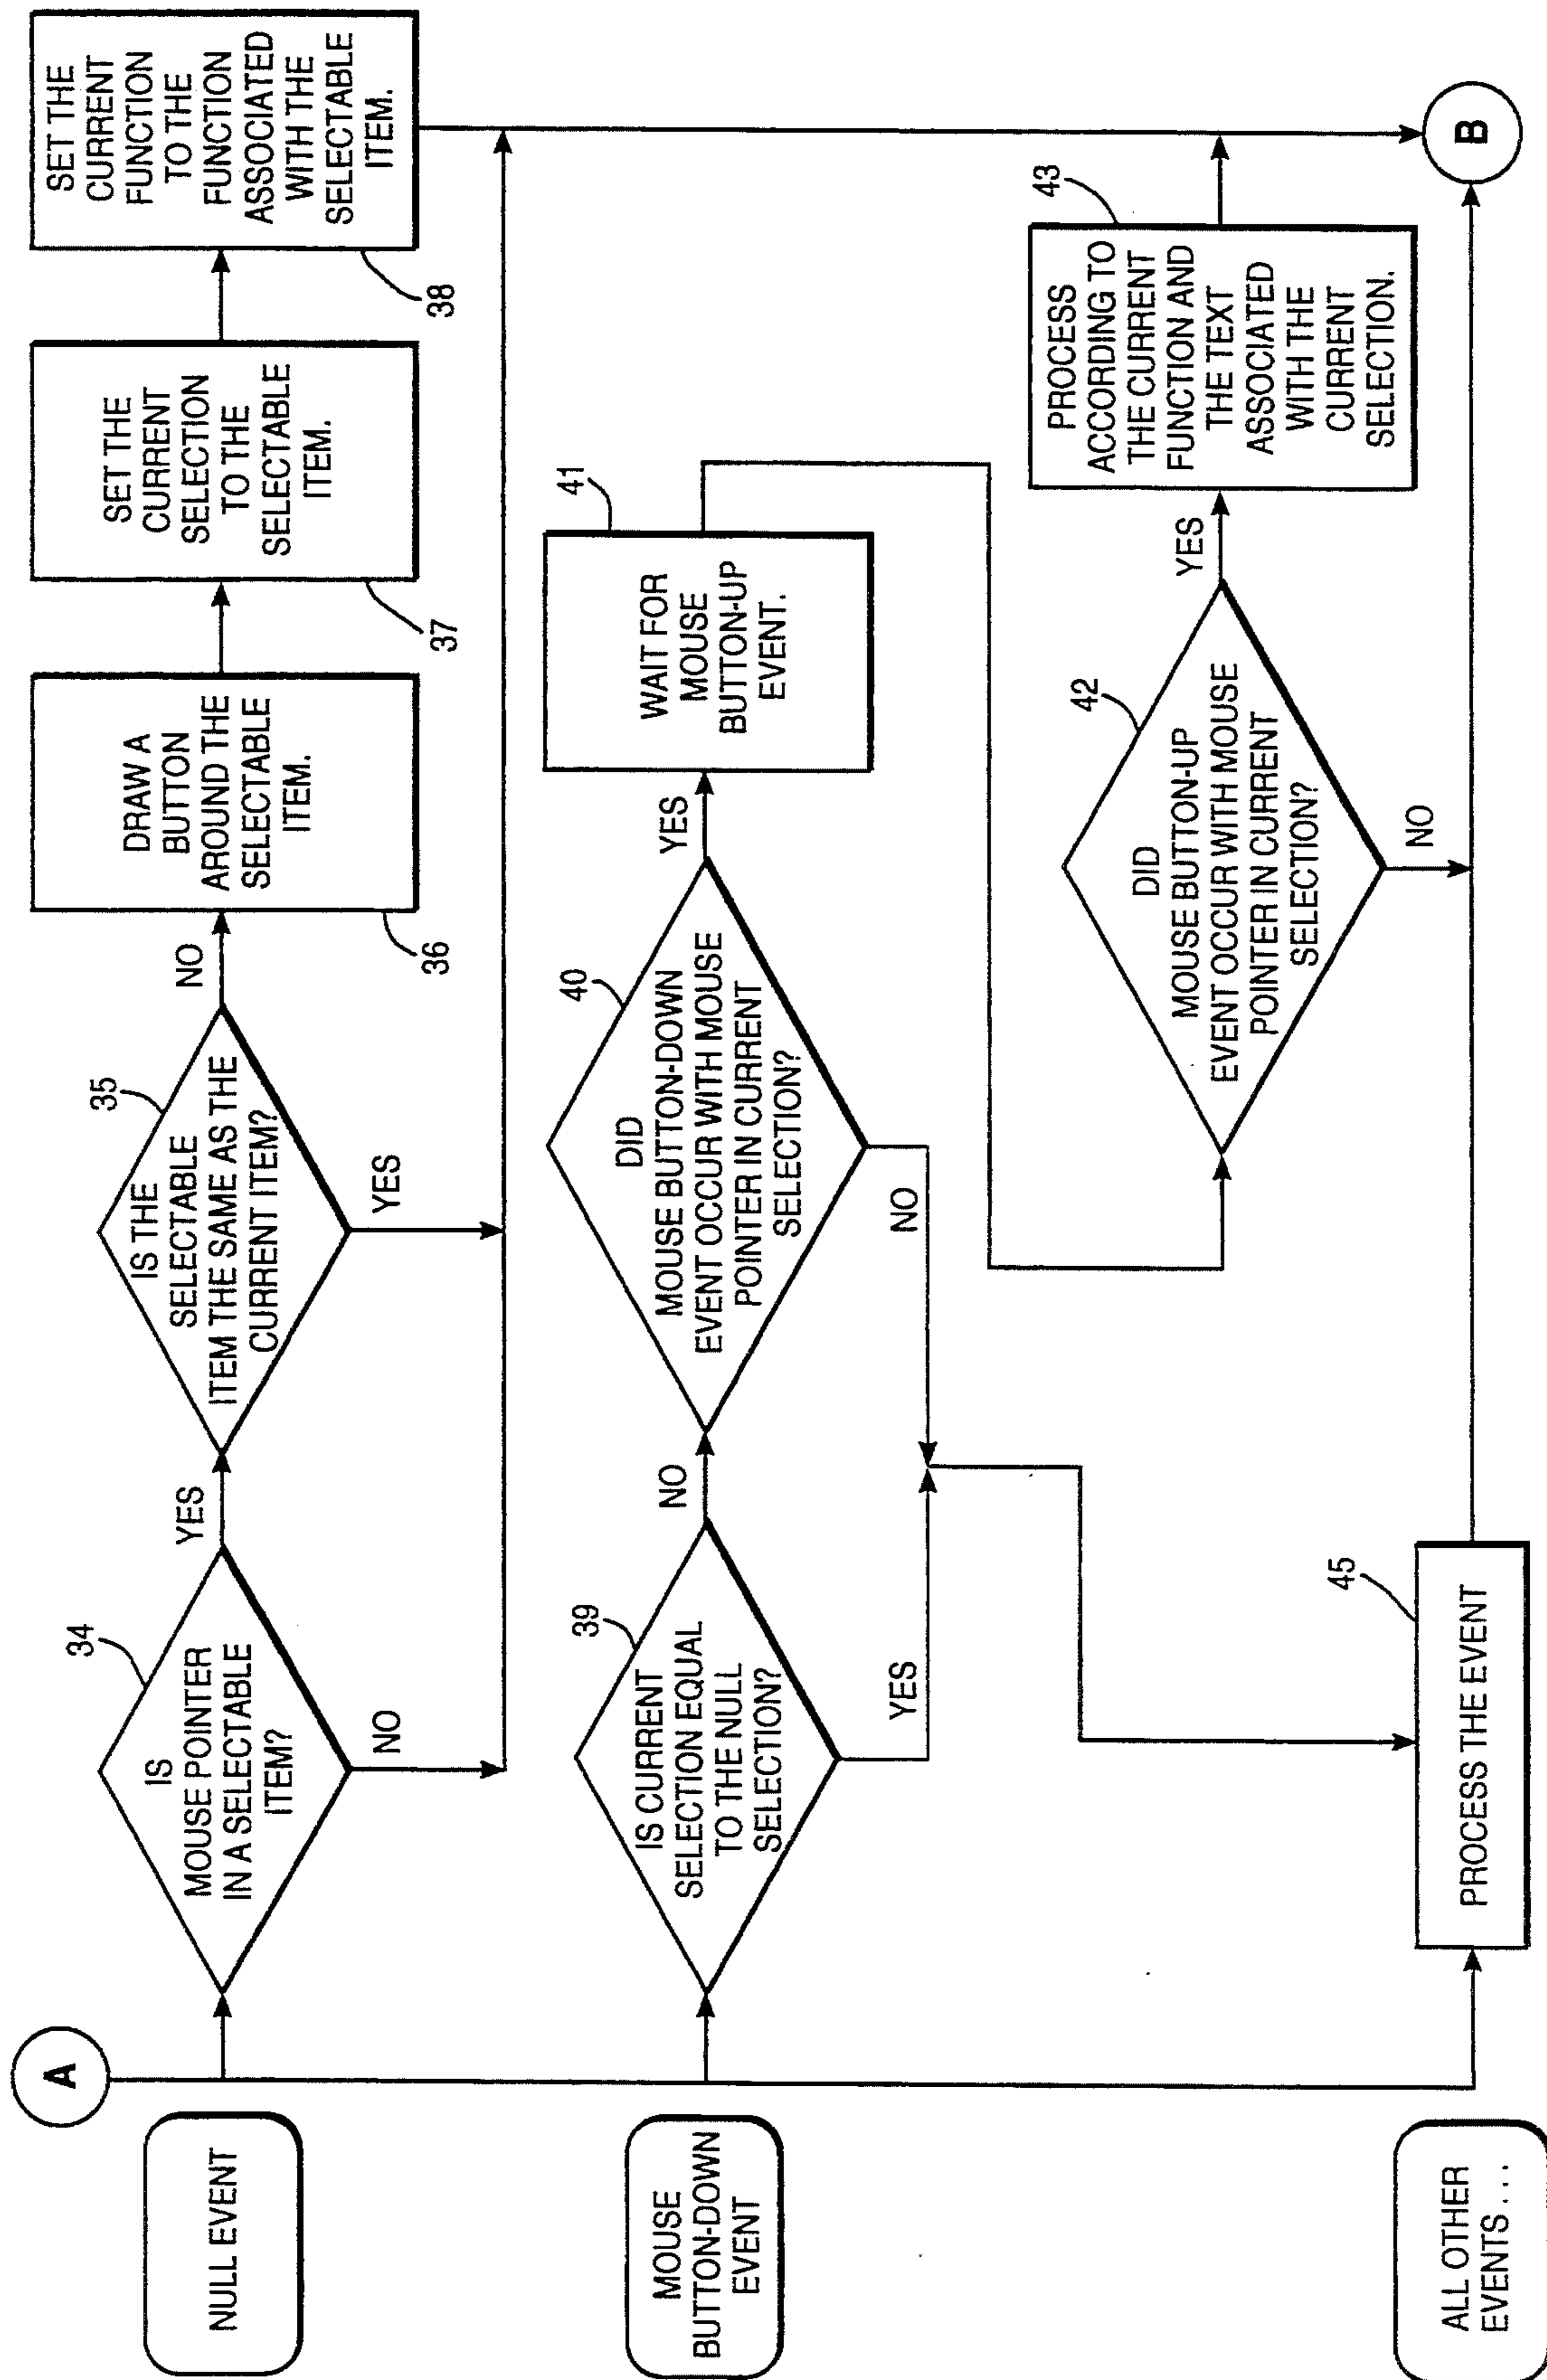 A
NULL EVENT
34
IS
MOUSE POINTER
IN A SELECTABLE
ITEM?
YES
NO
35
IS THE
SELECTABLE
ITEM THE SAME AS THE
CURRENT ITEM?
NO
YES
DRAW A
BUTTON
AROUND THE
SELECTABLE
ITEM.
36
SET THE
CURRENT
SELECTION
TO THE
SELECTABLE
ITEM.
37
SET THE
CURRENT
FUNCTION
TO THE
FUNCTION
ASSOCIATED
WITH THE
SELECTABLE
ITEM.
38
MOUSE
BUTTON-DOWN
EVENT
39
IS CURRENT
SELECTION EQUAL
TO THE NULL
SELECTION?
NO
YES
40
DID
MOUSE BUTTON-DOWN
EVENT OCCUR WITH MOUSE
POINTER IN CURRENT
SELECTION?
YES
NO
41
WAIT FOR
MOUSE
BUTTON-UP
EVENT.
42
DID
MOUSE BUTTON-UP
EVENT OCCUR WITH MOUSE
POINTER IN CURRENT
SELECTION?
YES
NO
43
PROCESS
ACCORDING TO
THE CURRENT
FUNCTION AND
THE TEXT
ASSOCIATED
WITH THE
CURRENT
SELECTION.
ALL OTHER
EVENTS...
45
PROCESS THE EVENT
B